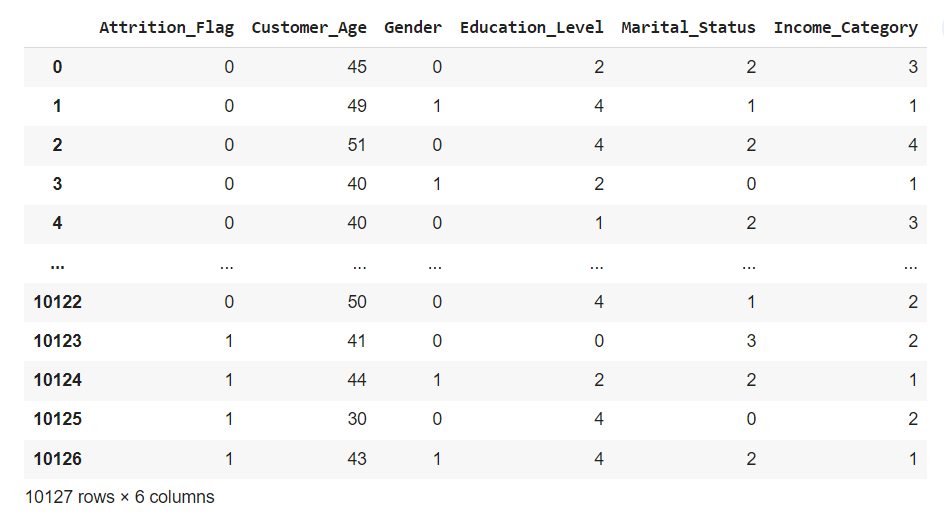 Attrition_Flag Customer_Age Gender Education_Level Marital_Status Income_Category
0 0 45 0 2 2 3
1 0 49 1 4 1 1
2 0 51 0 4 2 4
3 0 40 1 2 0 1
4 0 40 0 1 2 3
... ... ... ... ... ... ...
10122 0 50 0 4 1 2
10123 1 41 0 0 3 2
10124 1 44 1 2 2 1
10125 1 30 0 4 0 2
10126 1 43 1 4 2 1
10127 rows × 6 columns